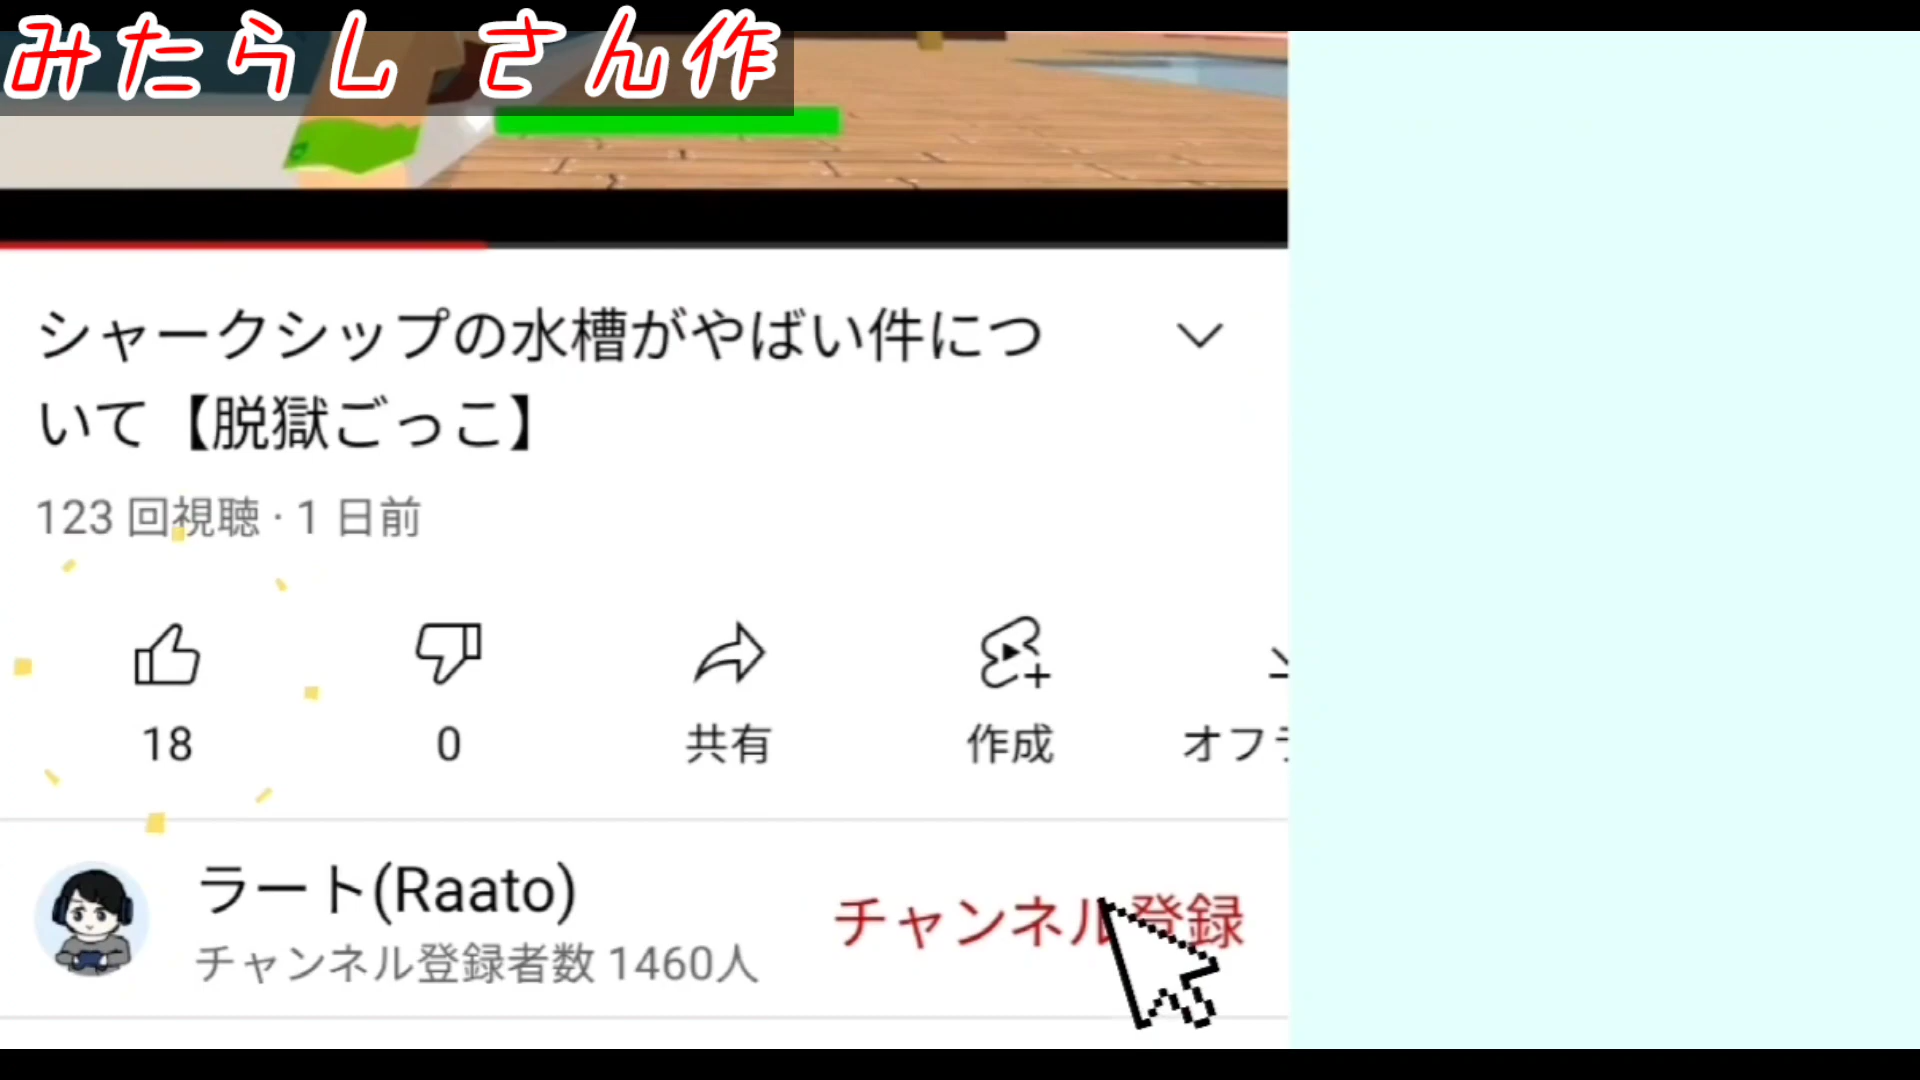 みたらし さん作
シャークシップの水槽がやばい件につ
いて【脱獄ごっこ】
123 回視聴 · 1 日前
18
0
共有
作成
オフラ
ラート(Raato)
チャンネル登録
チャンネル登録者数 1460人